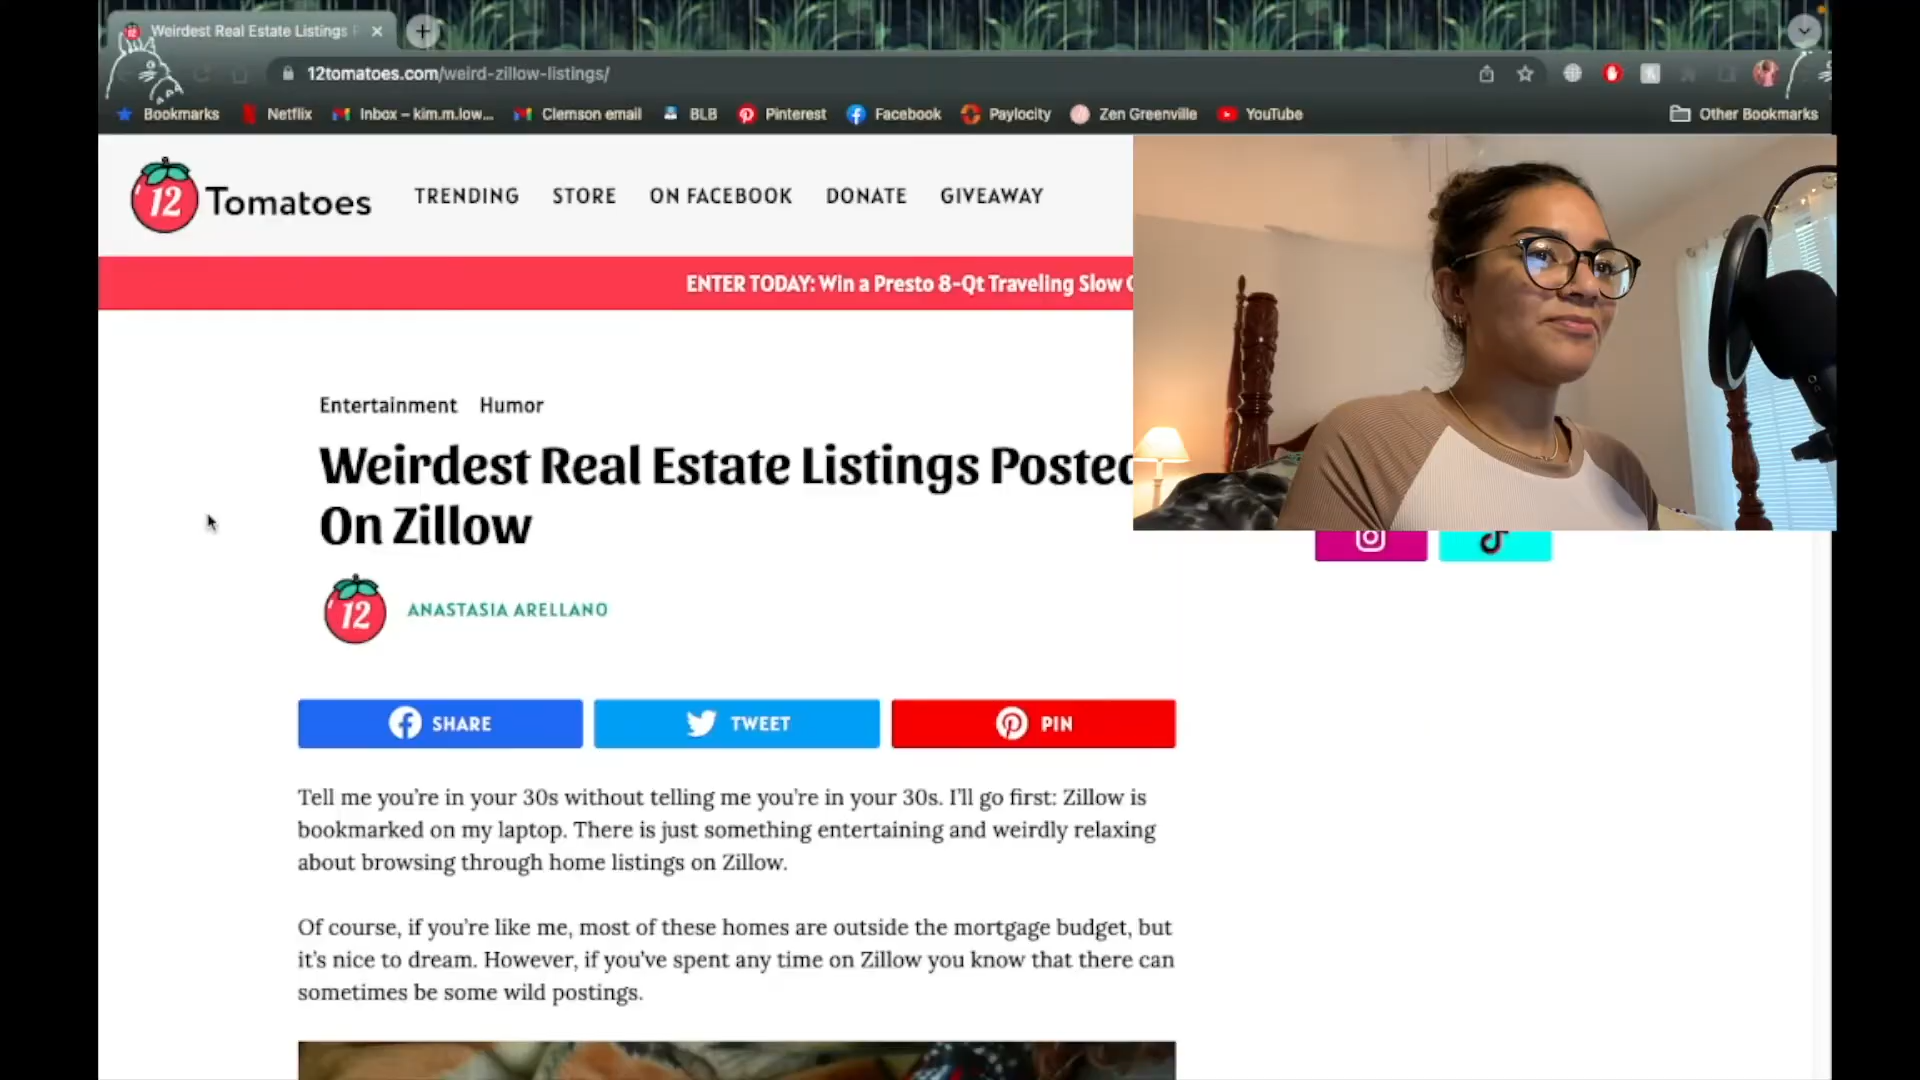 Weirdest Real Estate Listings
12tomatoes.com/weird-zillow-listings/
Bookmarks Netflix Inbox – kim.m.low... Clemson email BLB Pinterest Facebook Paylocity Zen Greenville YouTube Other Bookmarks
12 Tomatoes TRENDING STORE ON FACEBOOK DONATE GIVEAWAY
ENTER TODAY: Win a Presto 8-Qt Traveling Slow
Entertainment Humor
Weirdest Real Estate Listings Posted
On Zillow
12 ANASTASIA ARELLANO
SHARE TWEET PIN
Tell me you’re in your 30s without telling me you’re in your 30s. I’ll go first: Zillow is
bookmarked on my laptop. There is just something entertaining and weirdly relaxing
about browsing through home listings on Zillow.
Of course, if you’re like me, most of these homes are outside the mortgage budget, but
it’s nice to dream. However, if you’ve spent any time on Zillow you know that there can
sometimes be some wild postings.